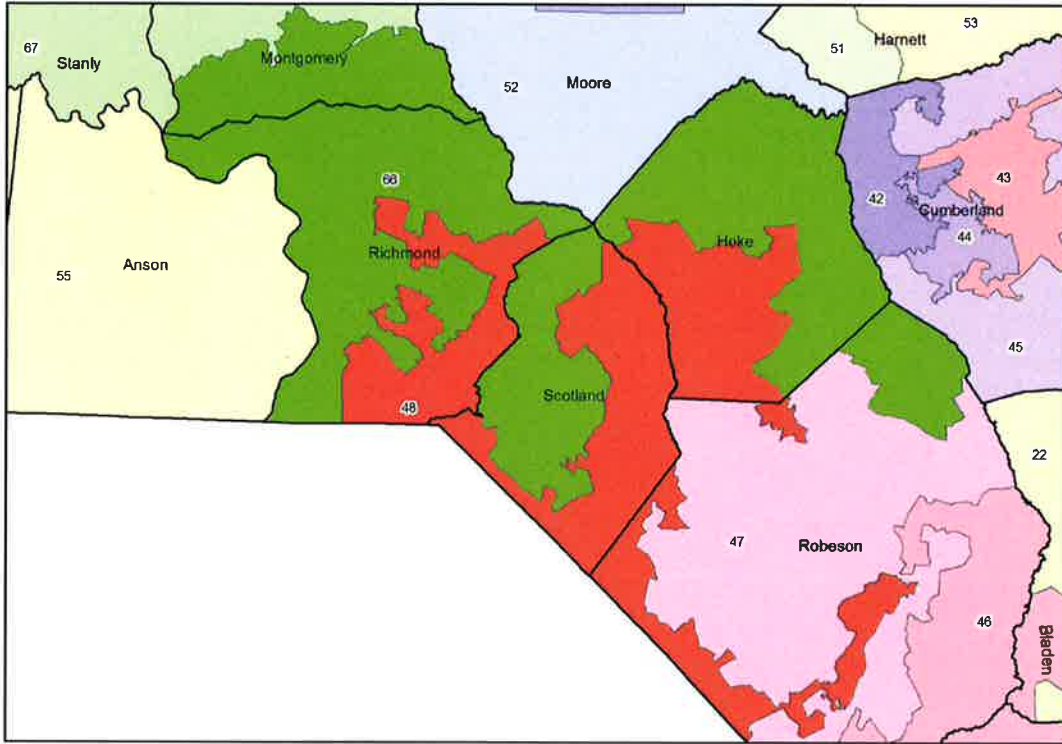 53
51
Harnett
67
Stanly
Montgomery
52
Moore
66
43
42
Cumberland
44
Richmond
Hoke
55
Anson
45
48
Scotland
22
47
Robeson
46
Bladen